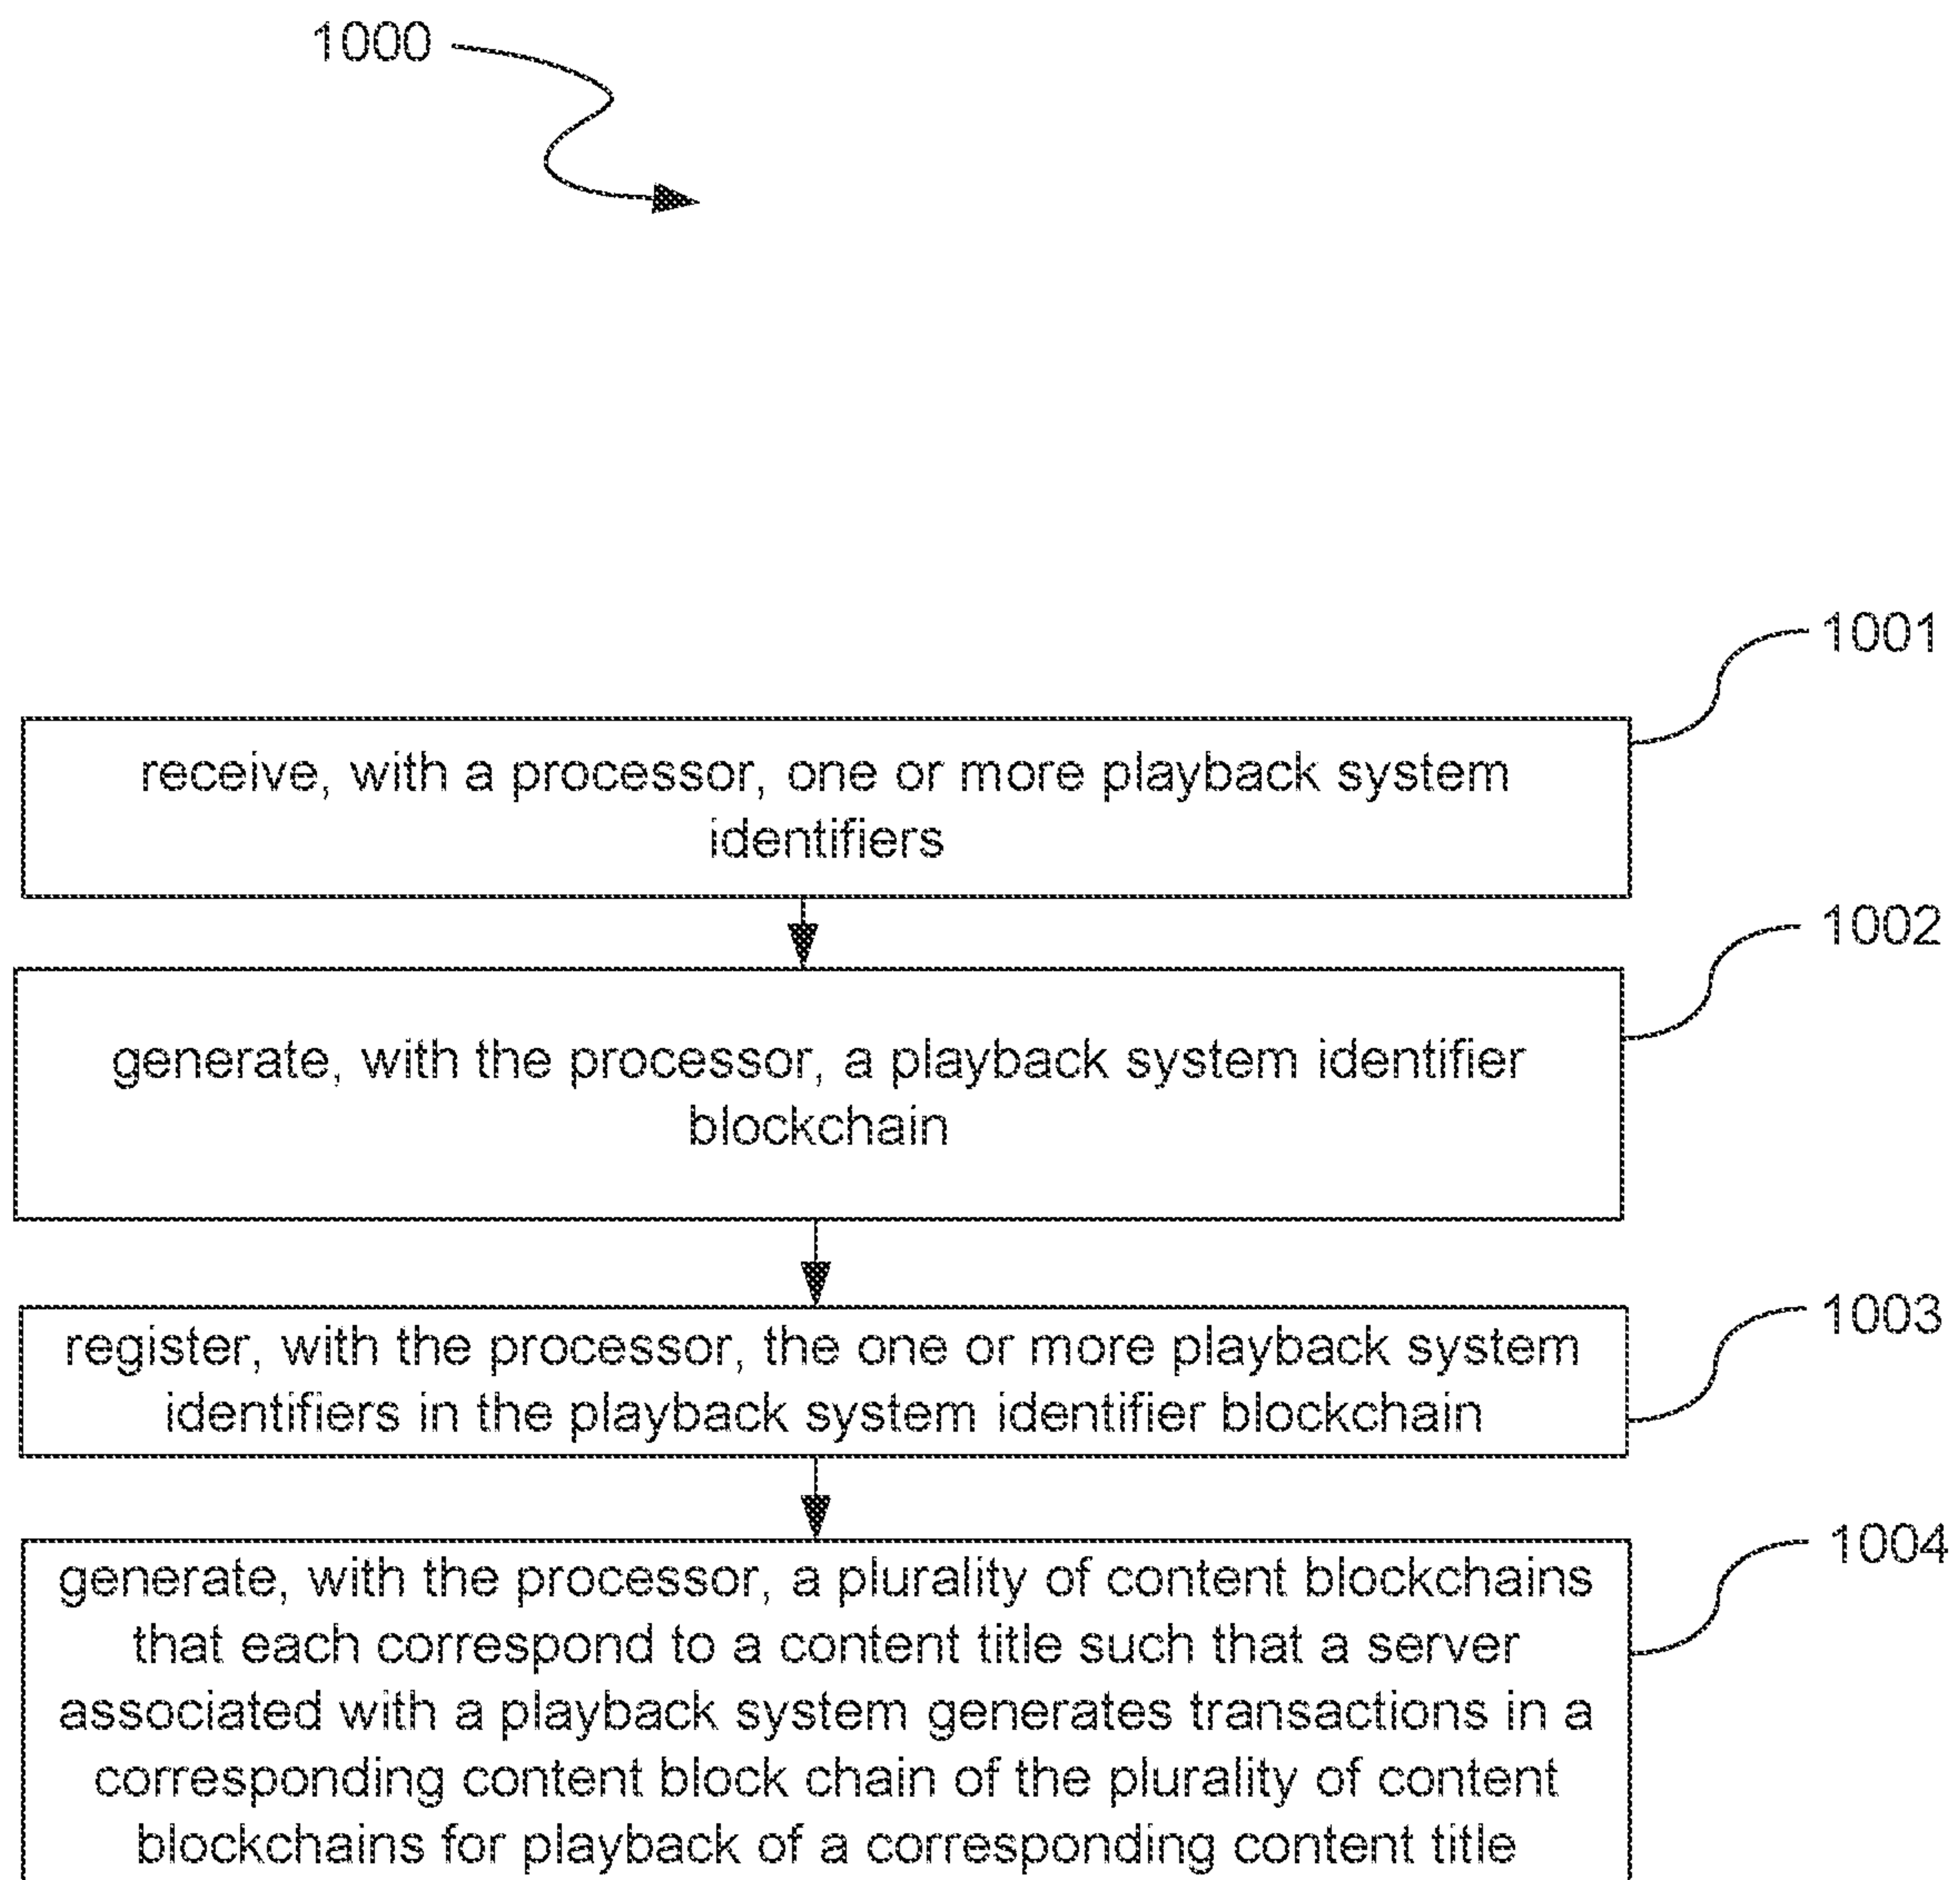 1000
1001
receive, with a processor, one or more playback system
identifiers
1002
generate, with the processor, a playback system identifier
blockchain
1003
register, with the processor, the one or more playback system
identifiers in the playback system identifier blockchain
1004
generate, with the processor, a plurality of content blockchains
that each correspond to a content title such that a server
associated with a playback system generates transactions in a
corresponding content block chain of the plurality of content
blockchains for playback of a corresponding content title